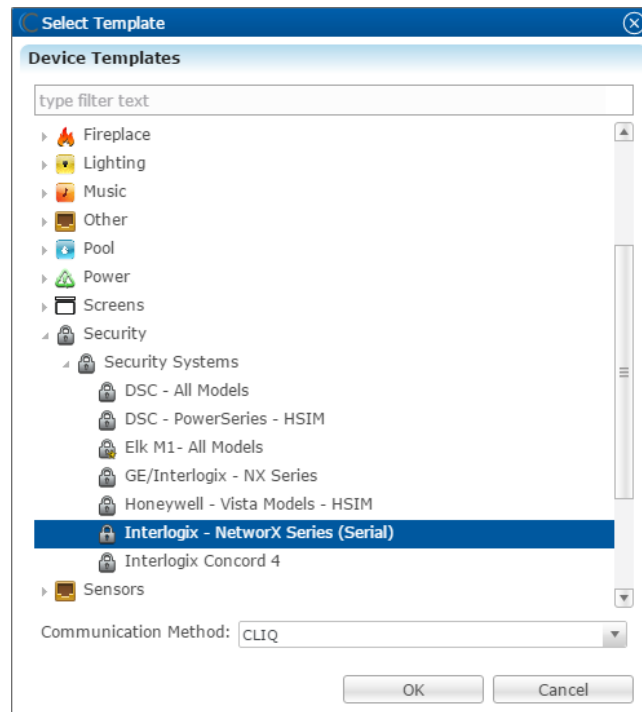 Select Template
Device Templates
type filter text
Fireplace
Lighting
Music
Other
Pool
Power
Screens
Security
Security Systems
DSC - All Models
DSC - PowerSeries - HSIM
Elk M1- All Models
GE/Interlogix - NX Series
Honeywell - Vista Models - HSIM
Interlogix - NetworX Series (Serial)
Interlogix Concord 4
Sensors
Communication Method: CLIQ
OK Cancel